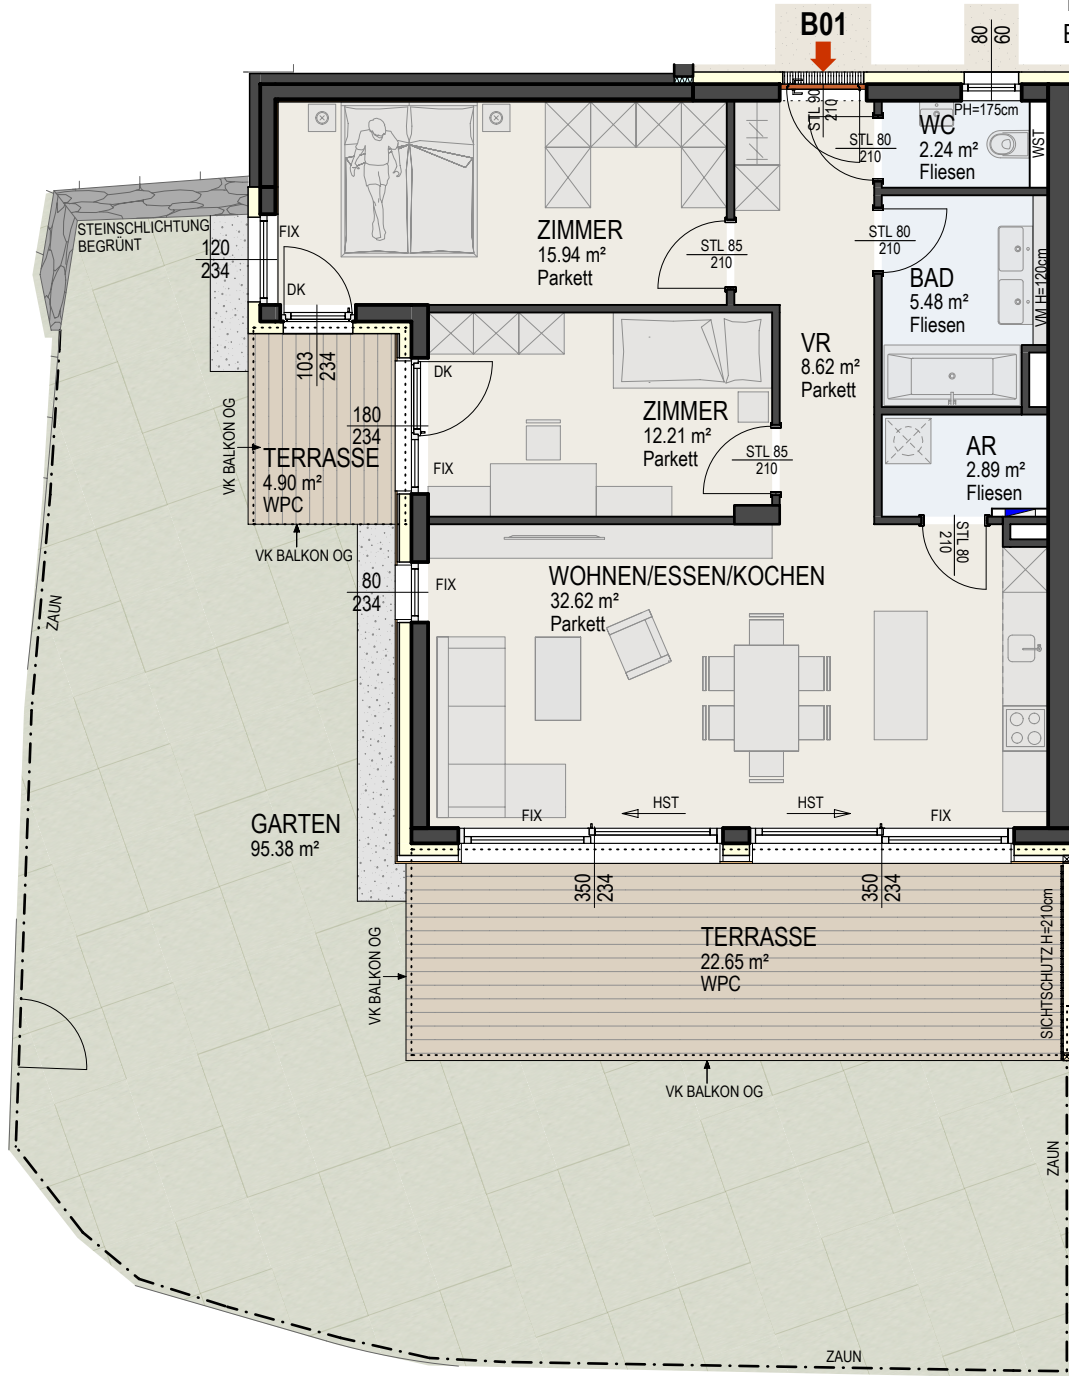 B01
80
60
STL 90
210
STL 80
210
PH=175cm
WC
2.24 m²
Fliesen
WST
STEINSCHLICHTUNG
BEGRÜNT
120
234
FIX
DK
ZIMMER
15.94 m²
Parkett
STL 85
210
STL 80
210
BAD
5.48 m²
Fliesen
VM H=120cm
103
234
VR
8.62 m²
Parkett
DK
180
234
FIX
ZIMMER
12.21 m²
Parkett
STL 85
210
VK BALKON OG
TERRASSE
4.90 m²
WPC
VK BALKON OG
AR
2.89 m²
Fliesen
STL 80
210
ZAUN
80
234
FIX
WOHNEN/ESSEN/KOCHEN
32.62 m²
Parkett
FIX
HST
HST
FIX
GARTEN
95.38 m²
350
234
350
234
VK BALKON OG
TERRASSE
22.65 m²
WPC
SICHTSCHUTZ H=210cm
VK BALKON OG
ZAUN
ZAUN